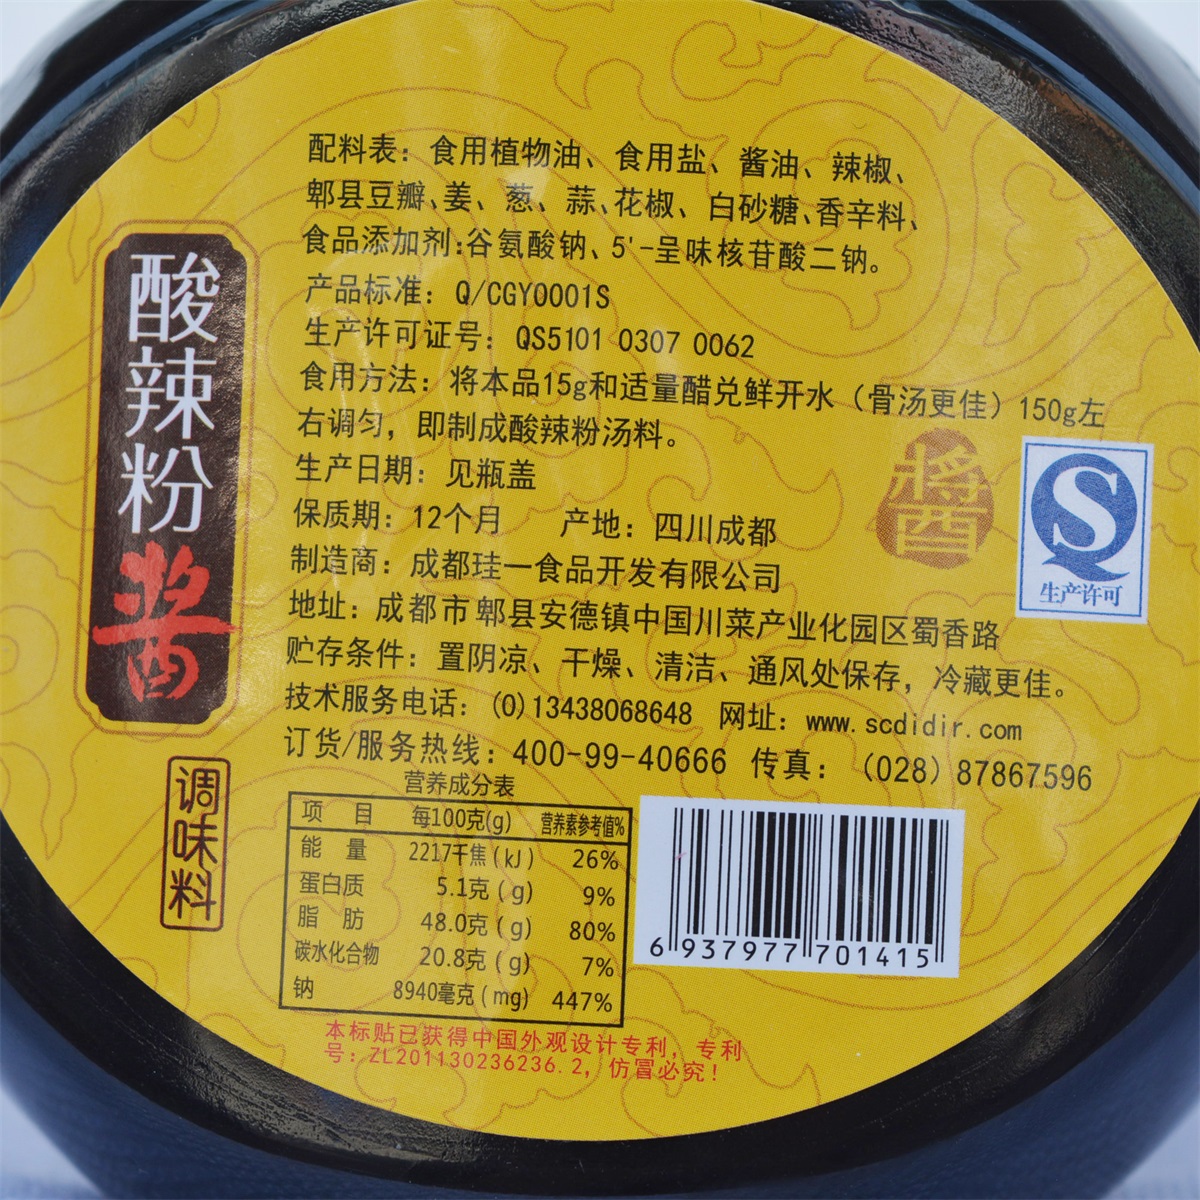 配料表：食用植物油、食用盐、酱油、辣椒、
郫县豆瓣、姜、葱、蒜、花椒、白砂糖、香辛料、
食品添加剂：谷氨酸钠、5'-呈味核苷酸二钠。
产品标准：Q/CGY0001S
生产许可证号：QS5101 0307 0062
食用方法：将本品15g和适量醋兑鲜开水（骨汤更佳）150g左
右调匀，即制成酸辣粉汤料。
生产日期：见瓶盖
保质期：12个月 产地：四川成都
制造商：成都珪一食品开发有限公司
地址：成都市郫县安德镇中国川菜产业化园区蜀香路
贮存条件：置阴凉、干燥、清洁、通风处保存，冷藏更佳。
技术服务电话：(0)13438068648 网址：www.scdidir.com
订货/服务热线：400-99-40666 传真：（028）87867596
酸辣粉酱
调味料
醬
S
生产许可
营养成分表
项 目 每100克(g) 营养素参考值%
能 量 2217千焦(kJ) 26%
蛋白质 5.1克(g) 9%
脂 肪 48.0克(g) 80%
碳水化合物 20.8克(g) 7%
钠 8940毫克(mg) 447%
6 937977 701415
本标贴已获得中国外观设计专利，专利
号：ZL201130236236.2，仿冒必究！